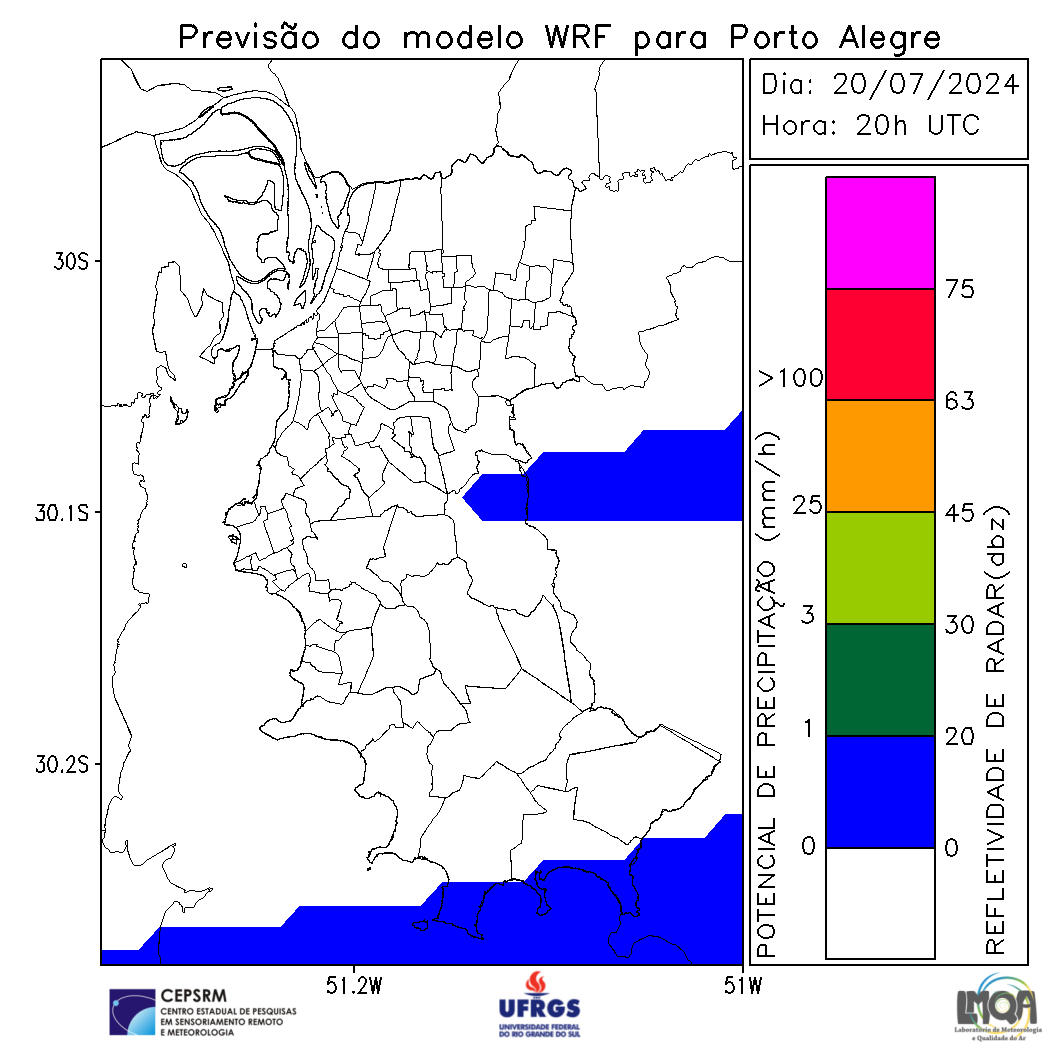 Previsão do modelo WRF para Porto Alegre
Dia: 20/07/2024
Hora: 20h UTC
30S
30.1S
30.2S
51.2W
51W
POTENCIAL DE PRECIPITAÇÃO (mm/h)
>100
25
3
1
0
75
63
45
30
20
0
REFLETIVIDADE DE RADAR(dbz)
CEPSRM
CENTRO ESTADUAL DE PESQUISAS
EM SENSORIAMENTO REMOTO
E METEOROLOGIA
UFRGS
UNIVERSIDADE FEDERAL
DO RIO GRANDE DO SUL
LMQA
Laboratório de Meteorologia
e Qualidade do Ar